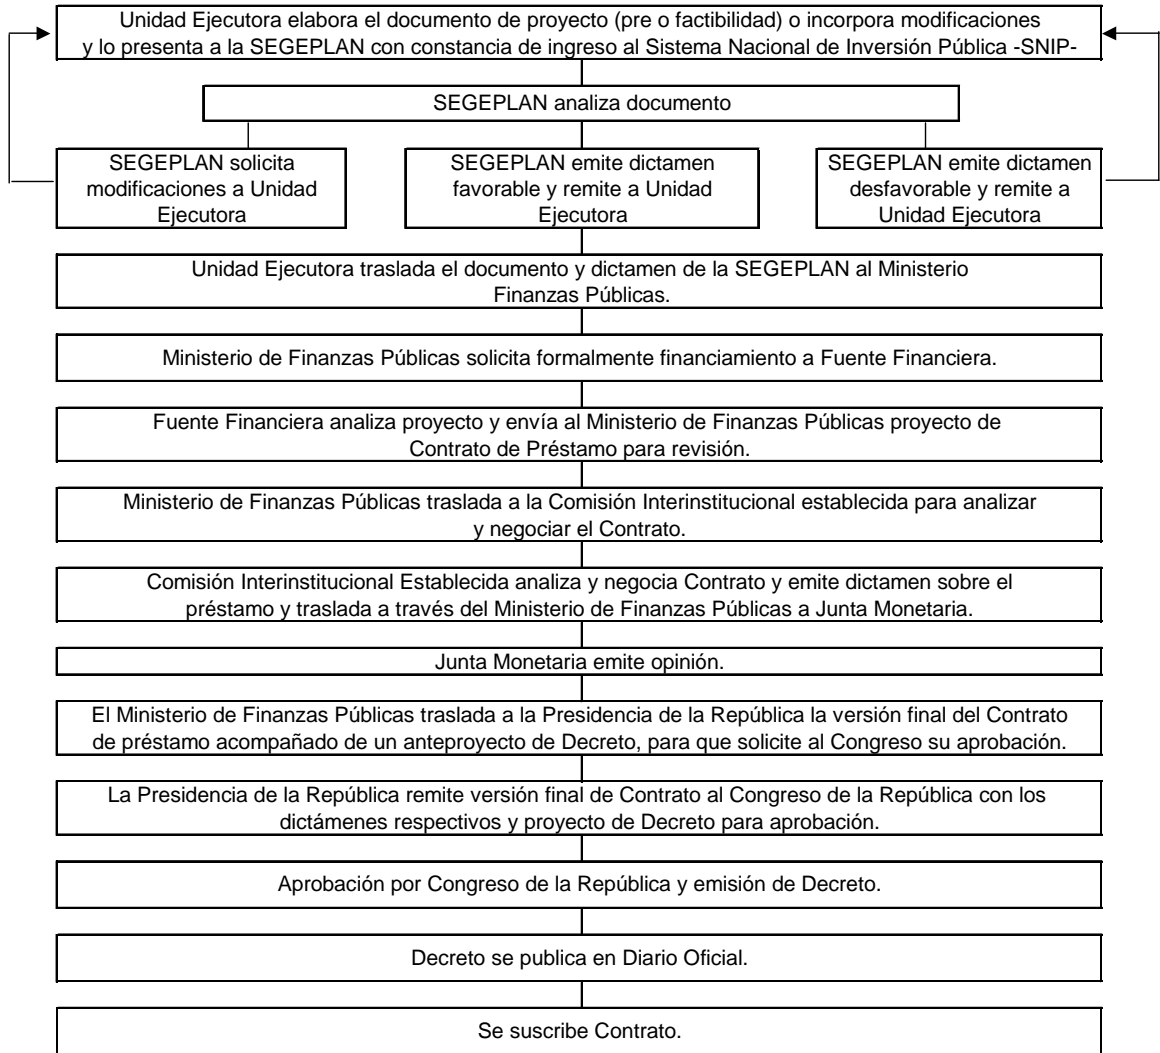 Unidad Ejecutora elabora el documento de proyecto (pre o factibilidad) o incorpora modificaciones
y lo presenta a la SEGEPLAN con constancia de ingreso al Sistema Nacional de Inversión Pública -SNIP-
SEGEPLAN analiza documento
SEGEPLAN solicita
modificaciones a Unidad
Ejecutora
SEGEPLAN emite dictamen
favorable y remite a Unidad
Ejecutora
SEGEPLAN emite dictamen
desfavorable y remite a
Unidad Ejecutora
Unidad Ejecutora traslada el documento y dictamen de la SEGEPLAN al Ministerio
Finanzas Públicas.
Ministerio de Finanzas Públicas solicita formalmente financiamiento a Fuente Financiera.
Fuente Financiera analiza proyecto y envía al Ministerio de Finanzas Públicas proyecto de
Contrato de Préstamo para revisión.
Ministerio de Finanzas Públicas traslada a la Comisión Interinstitucional establecida para analizar
y negociar el Contrato.
Comisión Interinstitucional Establecida analiza y negocia Contrato y emite dictamen sobre el
préstamo y traslada a través del Ministerio de Finanzas Públicas a Junta Monetaria.
Junta Monetaria emite opinión.
El Ministerio de Finanzas Públicas traslada a la Presidencia de la República la versión final del Contrato
de préstamo acompañado de un anteproyecto de Decreto, para que solicite al Congreso su aprobación.
La Presidencia de la República remite versión final de Contrato al Congreso de la República con los
dictámenes respectivos y proyecto de Decreto para aprobación.
Aprobación por Congreso de la República y emisión de Decreto.
Decreto se publica en Diario Oficial.
Se suscribe Contrato.